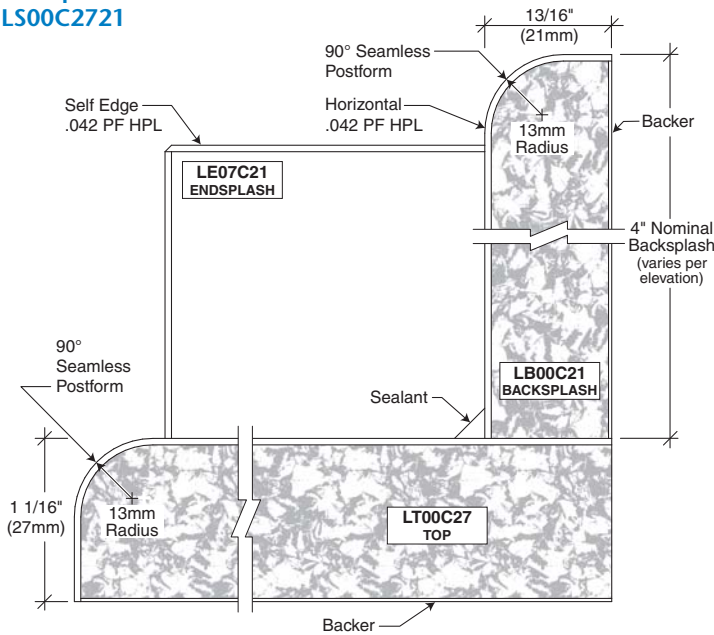 LS00C2721
13/16"
(21mm)
90° Seamless
Postform
Self Edge
.042 PF HPL
Horizontal
.042 PF HPL
13mm
Radius
Backer
LE07C21
ENDSPLASH
4" Nominal
Backsplash
(varies per
elevation)
90°
Seamless
Postform
LB00C21
BACKSPLASH
Sealant
1 1/16"
(27mm)
13mm
Radius
LT00C27
TOP
Backer